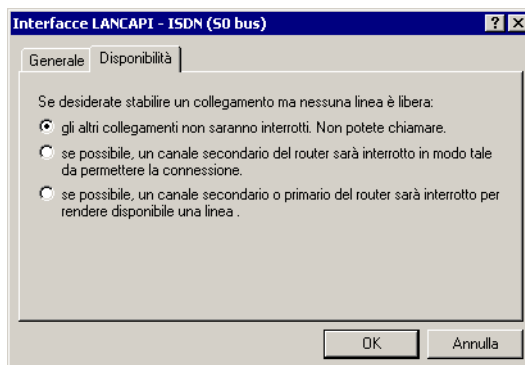 Interfacce LANCAPI - ISDN (S0 bus)
Generale
Disponibilità
Se desiderate stabilire un collegamento ma nessuna linea è libera:
gli altri collegamenti non saranno interrotti. Non potete chiamare.
se possibile, un canale secondario del router sarà interrotto in modo tale
da permettere la connessione.
se possibile, un canale secondario o primario del router sarà interrotto per
rendere disponibile una linea .
OK
Annulla